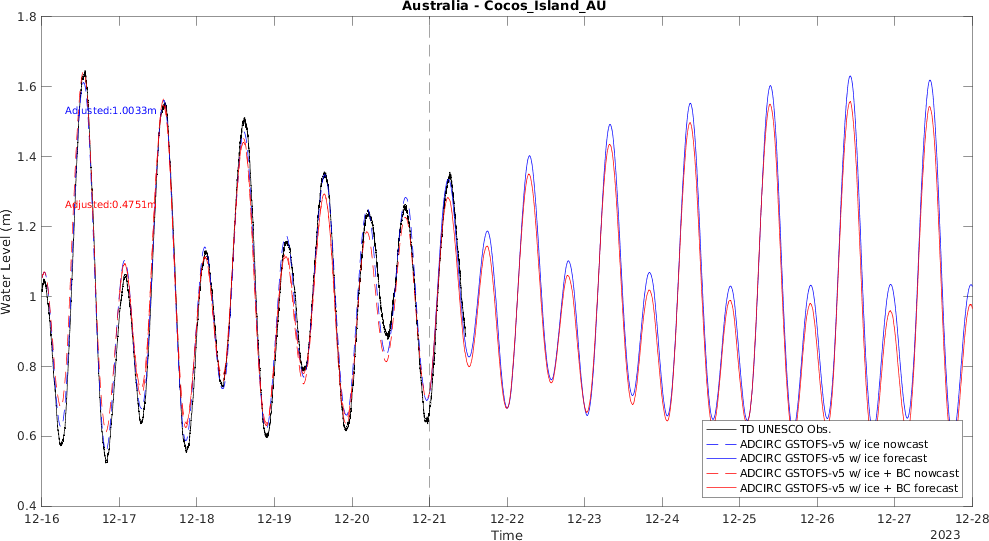 Australia - Cocos_Island_AU
1.8
1.6
1.4
1.2
1
0.8
0.6
0.4
Water Level (m)
Adjusted:1.0033m
Adjusted:0.4751m
TD UNESCO Obs.
ADCIRC GSTOFS-v5 w/ ice nowcast
ADCIRC GSTOFS-v5 w/ ice forecast
ADCIRC GSTOFS-v5 w/ ice + BC nowcast
ADCIRC GSTOFS-v5 w/ ice + BC forecast
12-16 12-17 12-18 12-19 12-20 12-21 12-22 12-23 12-24 12-25 12-26 12-27 12-28
Time
2023